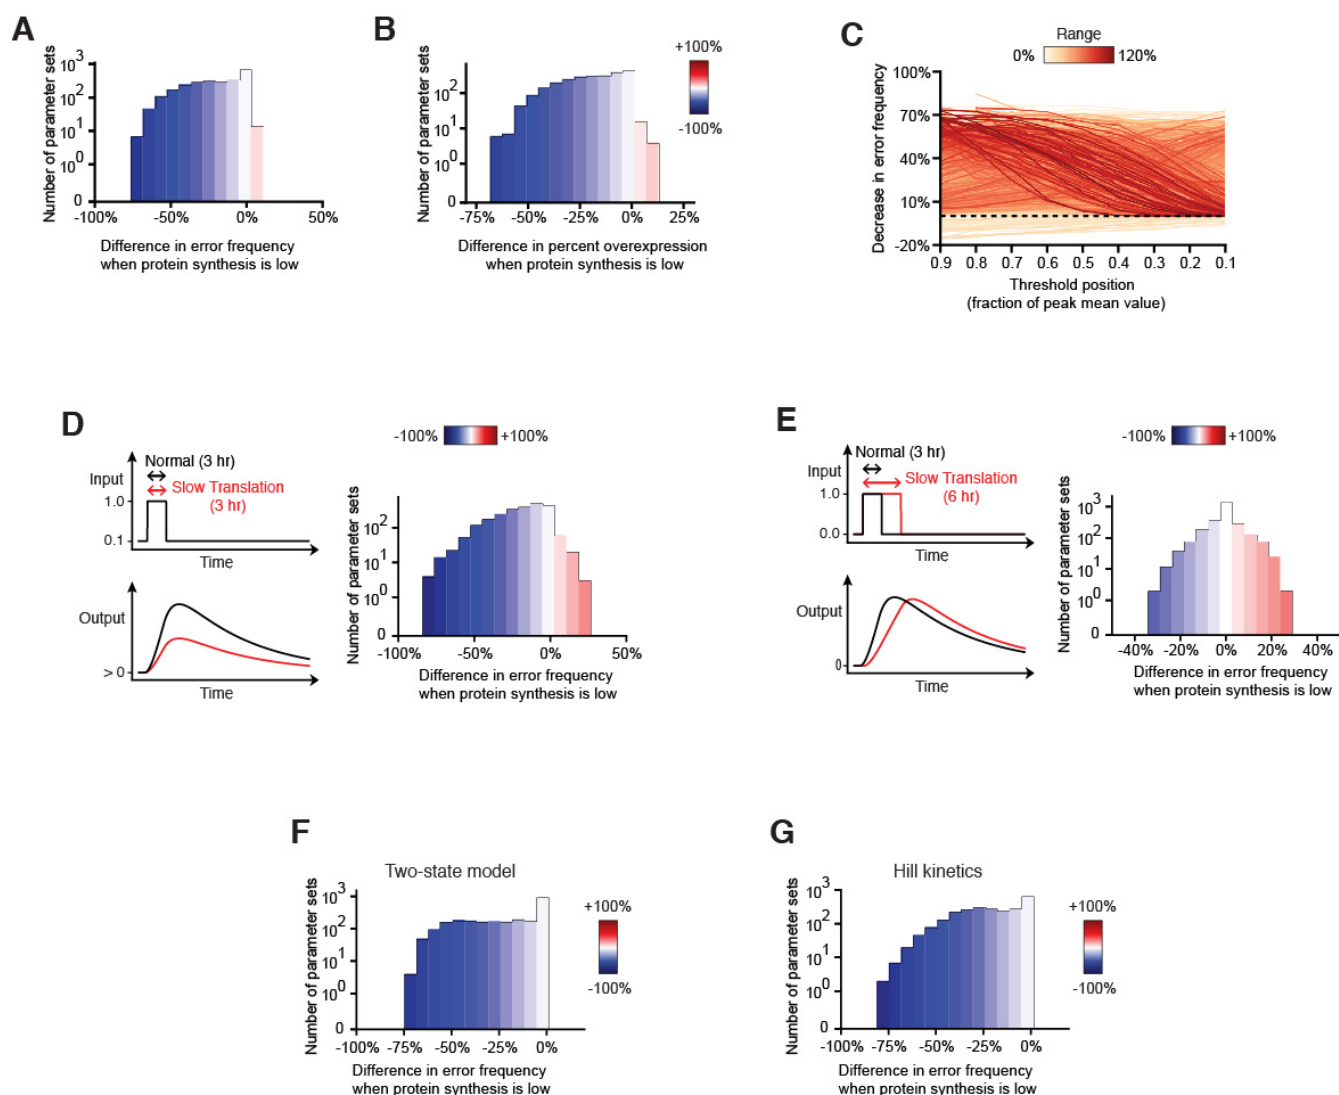 A
Number of parameter sets
10^3
10^2
10^1
10^0
0
-100% -50% 0% 50%
Difference in error frequency
when protein synthesis is low
B
Number of parameter sets
10^2
10^1
10^0
0
-75% -50% -25% 0% 25%
Difference in percent overexpression
when protein synthesis is low
+100%
-100%
C
Range
0% 120%
Decrease in error frequency
100%
70%
40%
10%
-20%
0.9 0.8 0.7 0.6 0.5 0.4 0.3 0.2 0.1
Threshold position
(fraction of peak mean value)
D
Normal (3 hr)
Slow Translation
(3 hr)
Input
1.0
0.1
Time
Output
>0
Time
-100% +100%
Number of parameter sets
10^2
10^1
10^0
0
-100% -50% 0% 50%
Difference in error frequency
when protein synthesis is low
E
Normal (3 hr)
Slow Translation
(6 hr)
Input
1.0
0.0
Time
Output
0
Time
-100% +100%
Number of parameter sets
10^3
10^2
10^1
10^0
0
-40% -20% 0% 20% 40%
Difference in error frequency
when protein synthesis is low
F
Two-state model
Number of parameter sets
10^3
10^2
10^1
10^0
0
-100% -75% -50% -25% 0%
Difference in error frequency
when protein synthesis is low
+100%
-100%
G
Hill kinetics
Number of parameter sets
10^3
10^2
10^1
10^0
0
-100% -75% -50% -25% 0%
Difference in error frequency
when protein synthesis is low
+100%
-100%